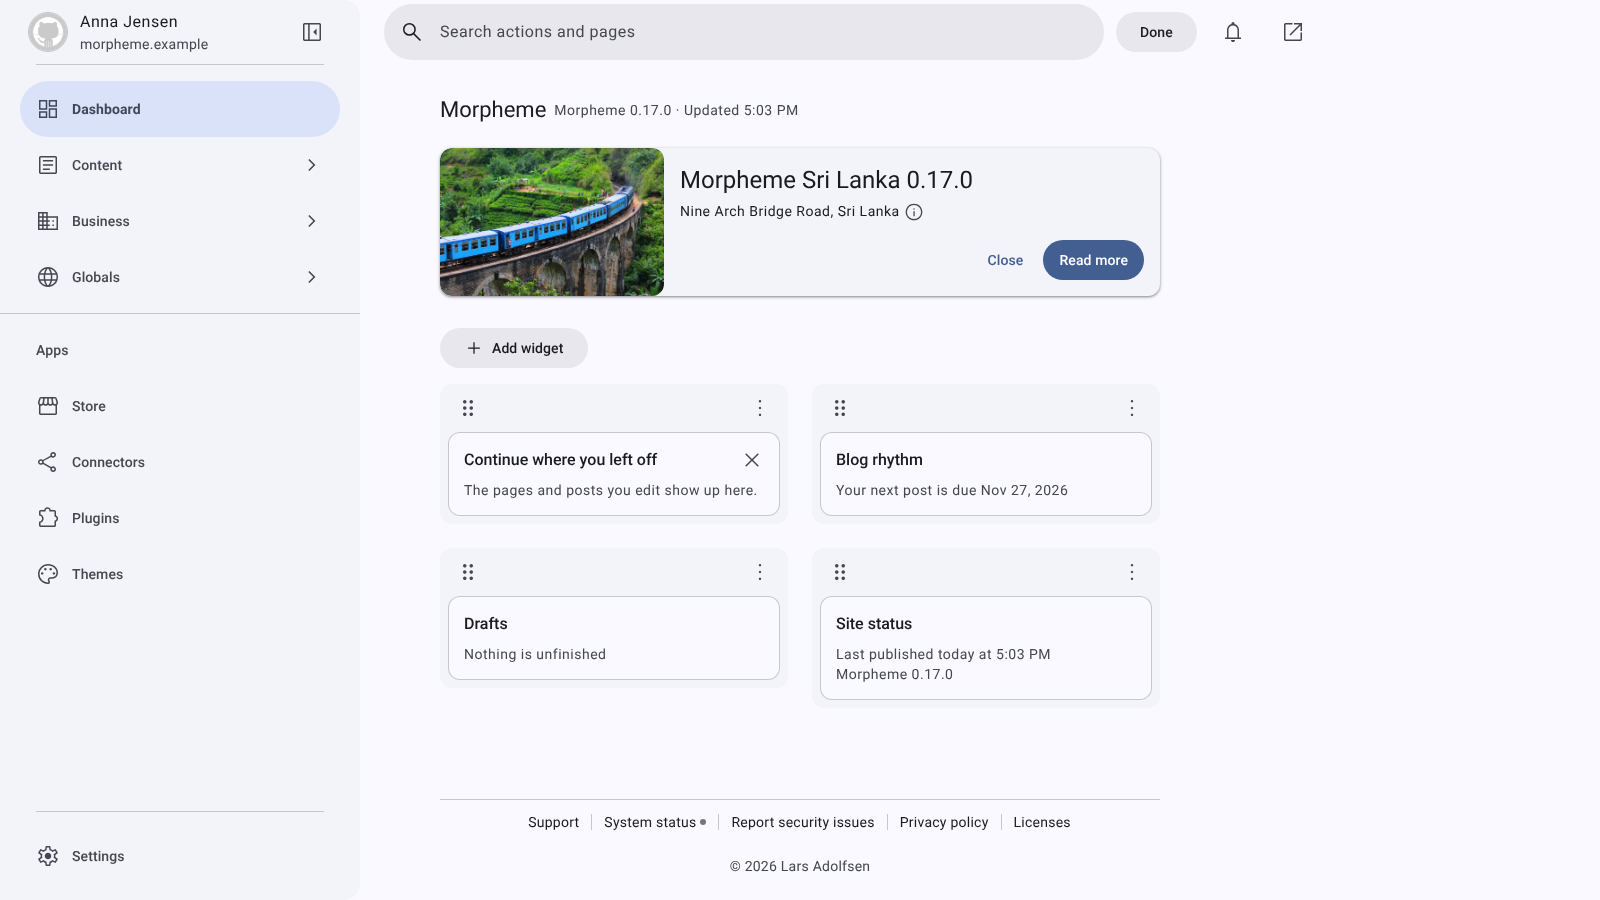 Anna Jensen
morpheme.example
Dashboard
Content
Business
Globals
Apps
Store
Connectors
Plugins
Themes
Settings
Search actions and pages
Done
Morpheme Morpheme 0.17.0 · Updated 5:03 PM
Morpheme Sri Lanka 0.17.0
Nine Arch Bridge Road, Sri Lanka
Close
Read more
Add widget
Continue where you left off
The pages and posts you edit show up here.
Blog rhythm
Your next post is due Nov 27, 2026
Drafts
Nothing is unfinished
Site status
Last published today at 5:03 PM
Morpheme 0.17.0
Support
System status
Report security issues
Privacy policy
Licenses
© 2026 Lars Adolfsen